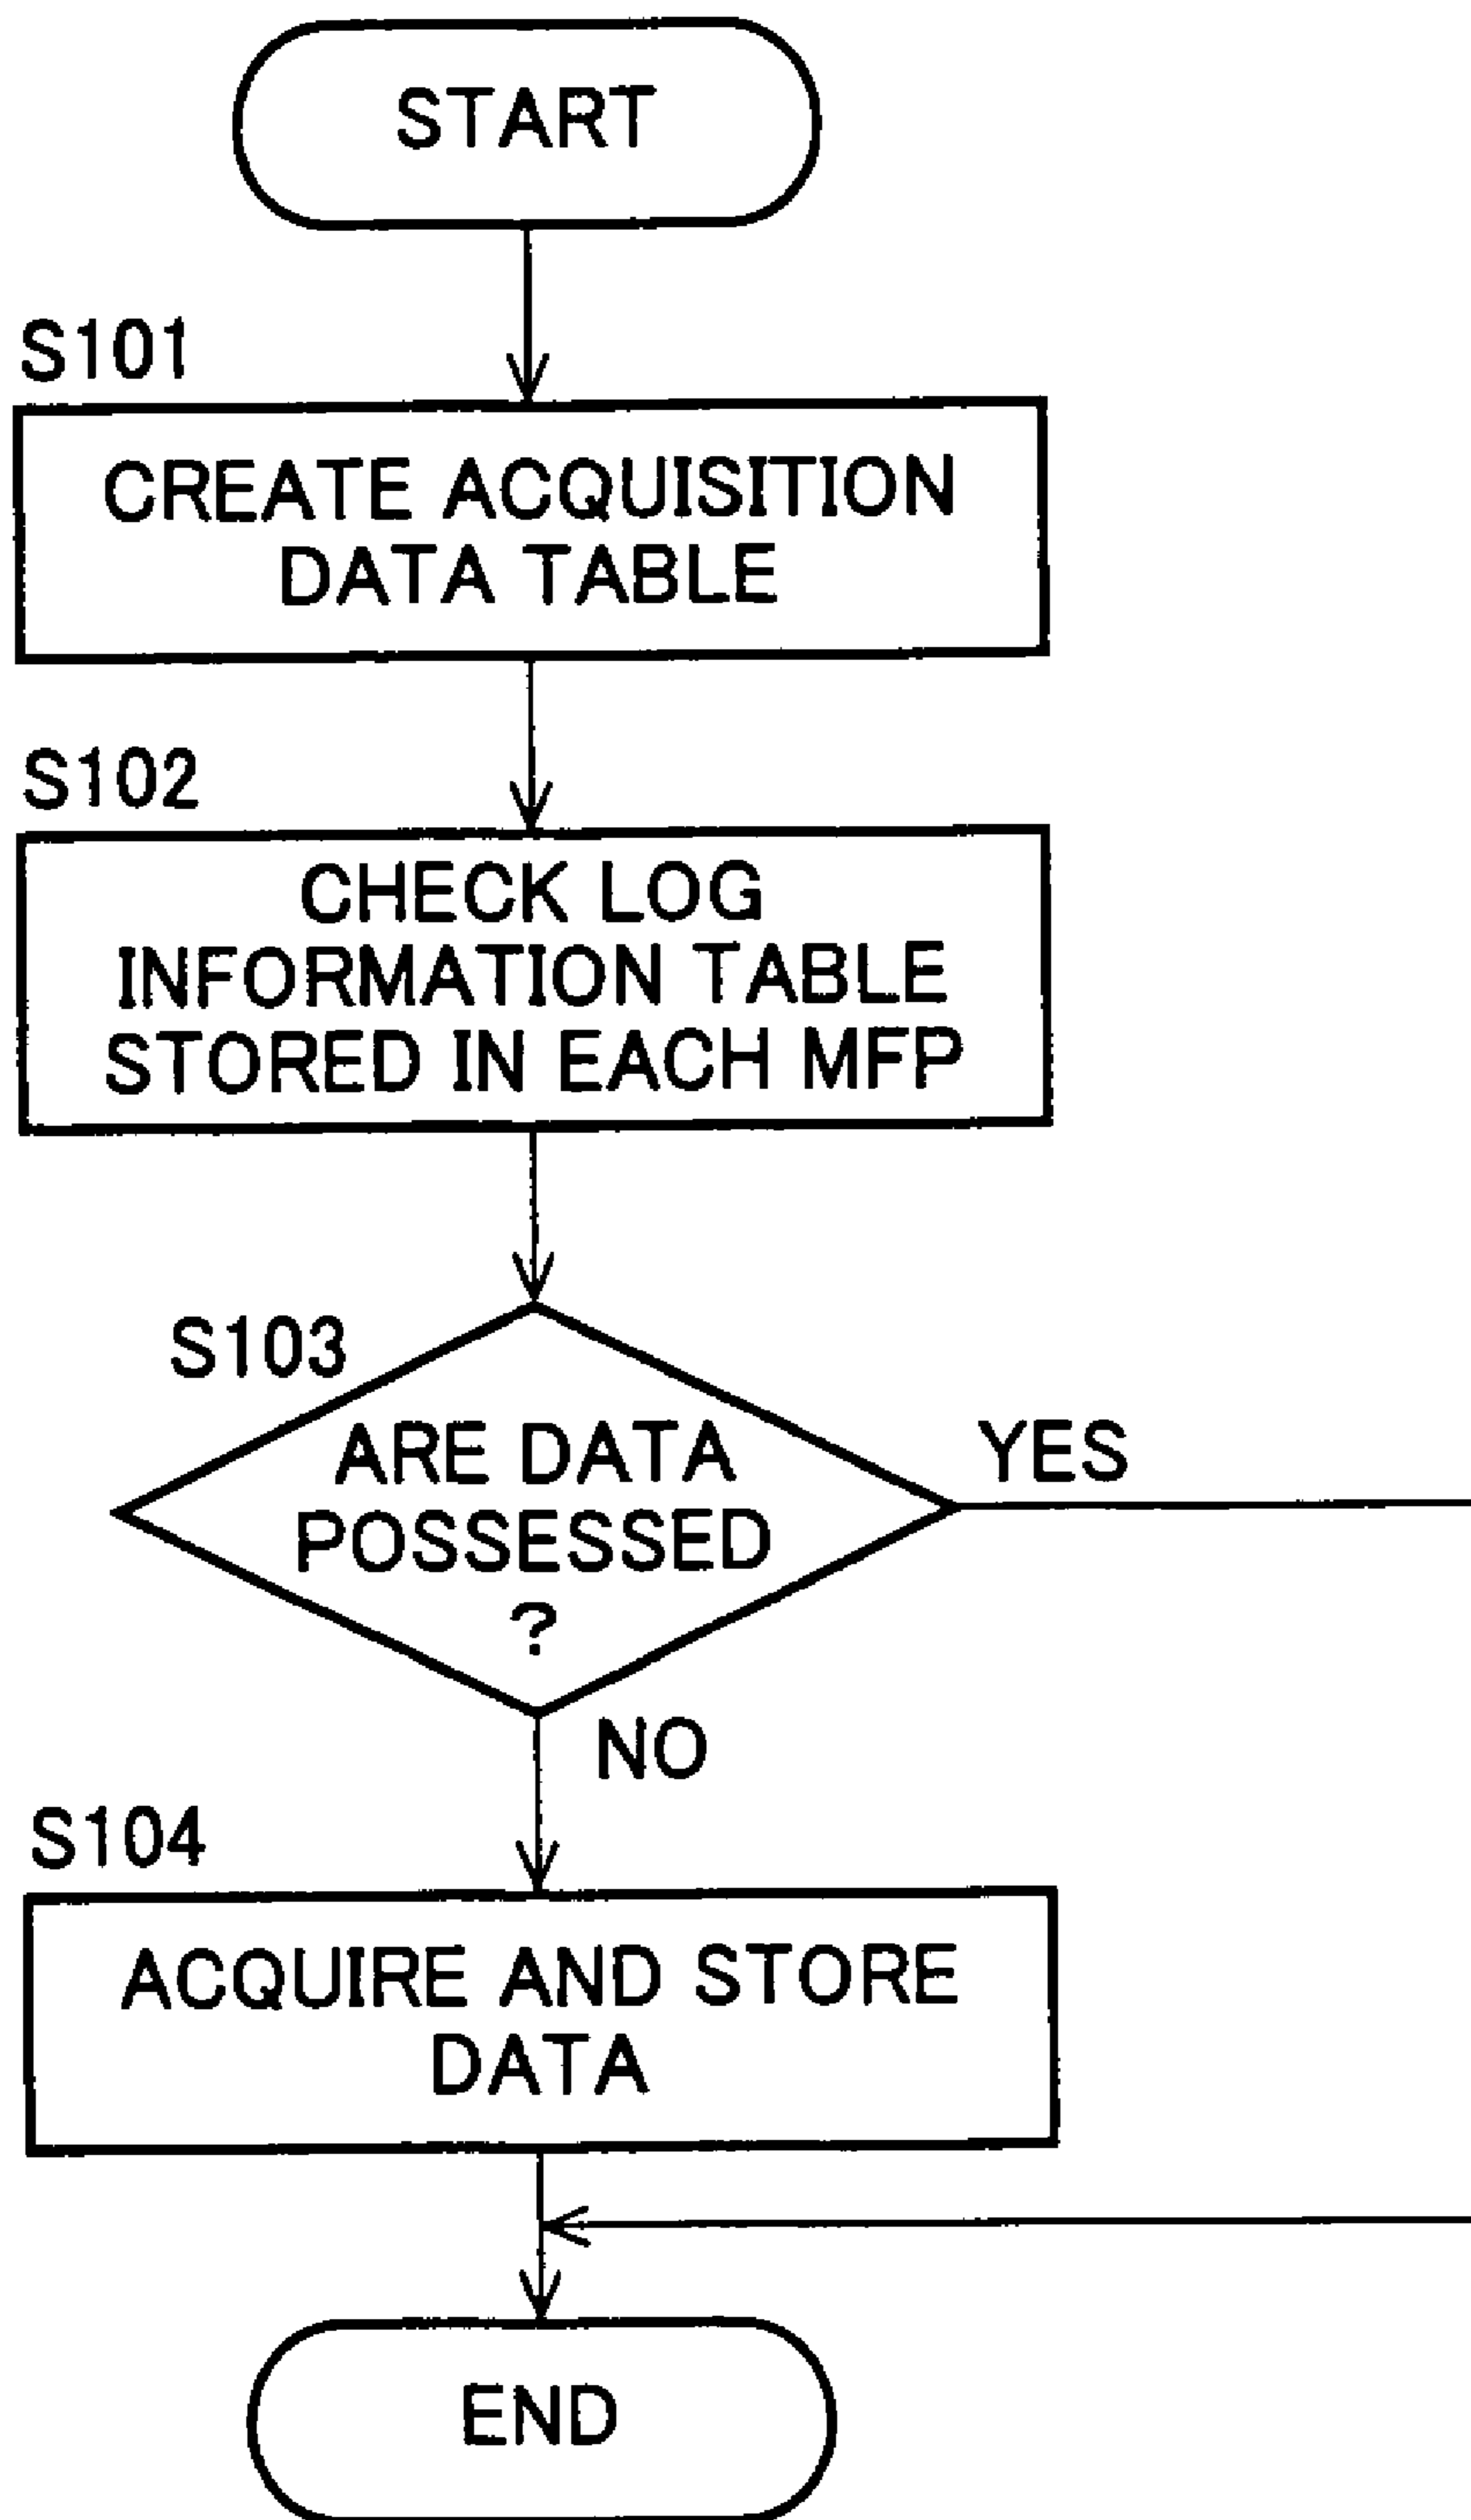 START
S101
CREATE ACQUISITION
DATA TABLE
S102
CHECK LOG
INFORMATION TABLE
STORED IN EACH MFP
S103
ARE DATA
POSSESSED
?
YES
NO
S104
ACQUIRE AND STORE
DATA
END